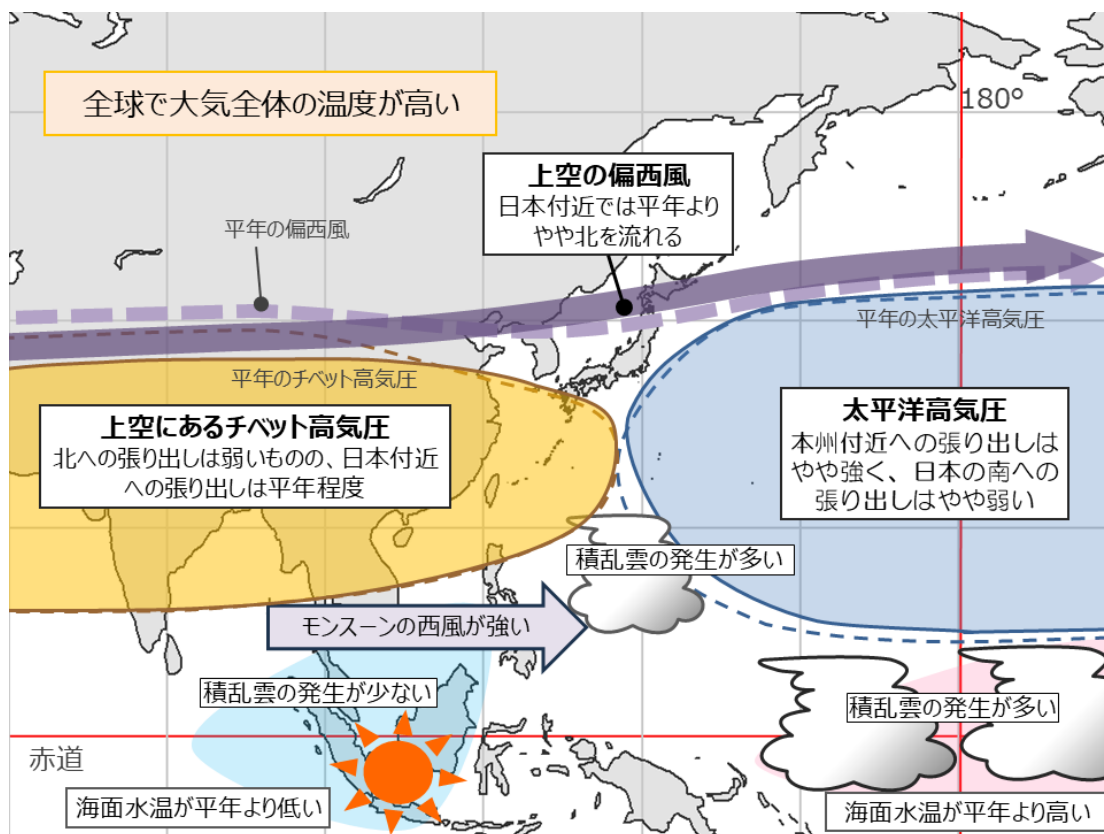 全球で大気全体の温度が高い
180°
上空の偏西風
日本付近では平年より
やや北を流れる
平年の偏西風
平年の太平洋高気圧
平年のチベット高気圧
上空にあるチベット高気圧
北への張り出しは弱いものの、日本付近
への張り出しは平年程度
太平洋高気圧
本州付近への張り出しは
やや強く、日本の南への
張り出しはやや弱い
積乱雲の発生が多い
モンスーンの西風が強い
積乱雲の発生が少ない
積乱雲の発生が多い
赤道
海面水温が平年より低い
海面水温が平年より高い